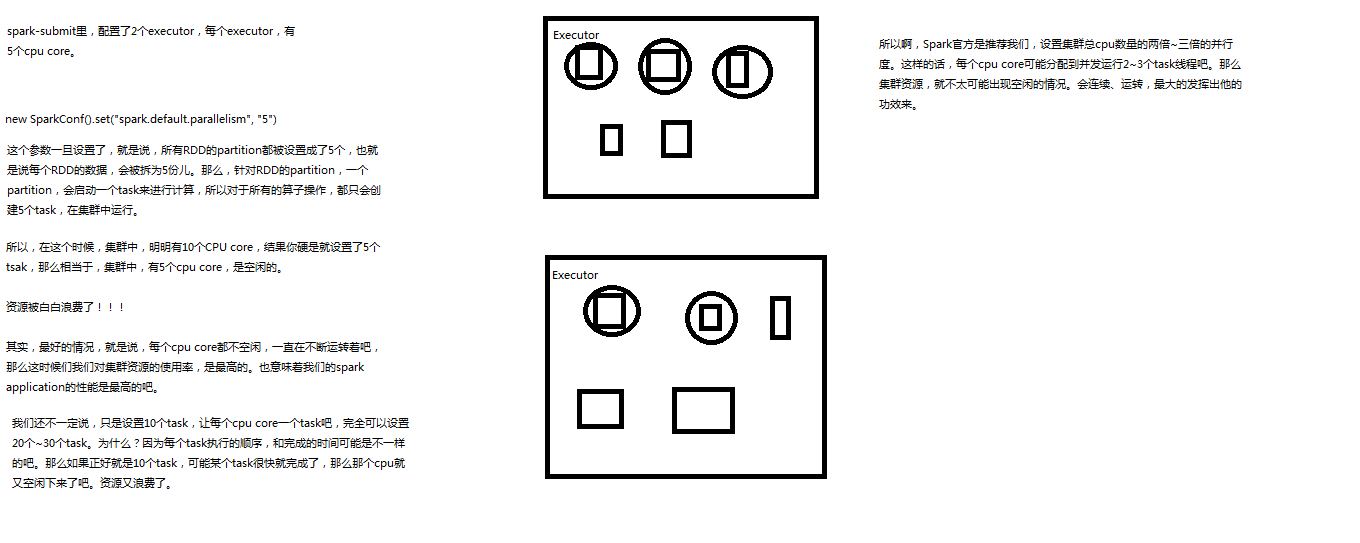 spark-submit里，配置了2个executor，每个executor，有
5个cpu core。
new SparkConf().set("spark.default.parallelism", "5")
这个参数一旦设置了，就是说，所有RDD的partition都被设置成了5个，也就
是说每个RDD的数据，会被拆为5份儿。那么，针对RDD的partition，一个
partition，会启动一个task来进行计算，所以对于所有的算子操作，都只会创
建5个task，在集群中运行。
所以，在这个时候，集群中，明明有10个CPU core，结果你硬是就设置了5个
tsak，那么相当于，集群中，有5个cpu core，是空闲的。
资源被白白浪费了！！！
其实，最好的情况，就是说，每个cpu core都不空闲，一直在不断运转着吧，
那么这时候们我们对集群资源的使用率，是最高的。也意味着我们的spark
application的性能是最高的吧。
我们还不一定说，只是设置10个task，让每个cpu core一个task吧，完全可以设置
20个~30个task。为什么？因为每个task执行的顺序，和完成的时间可能是不一样
的吧。那么如果正好就是10个task，可能某个task很快就完成了，那么那个cpu就
又空闲下来了吧。资源又浪费了。
Executor
Executor
所以啊，Spark官方是推荐我们，设置集群总cpu数量的两倍~三倍的并行
度。这样的话，每个cpu core可能分配到并发运行2~3个task线程吧。那么
集群资源，就不太可能出现空闲的情况。会连续、运转，最大的发挥出他的
功效来。